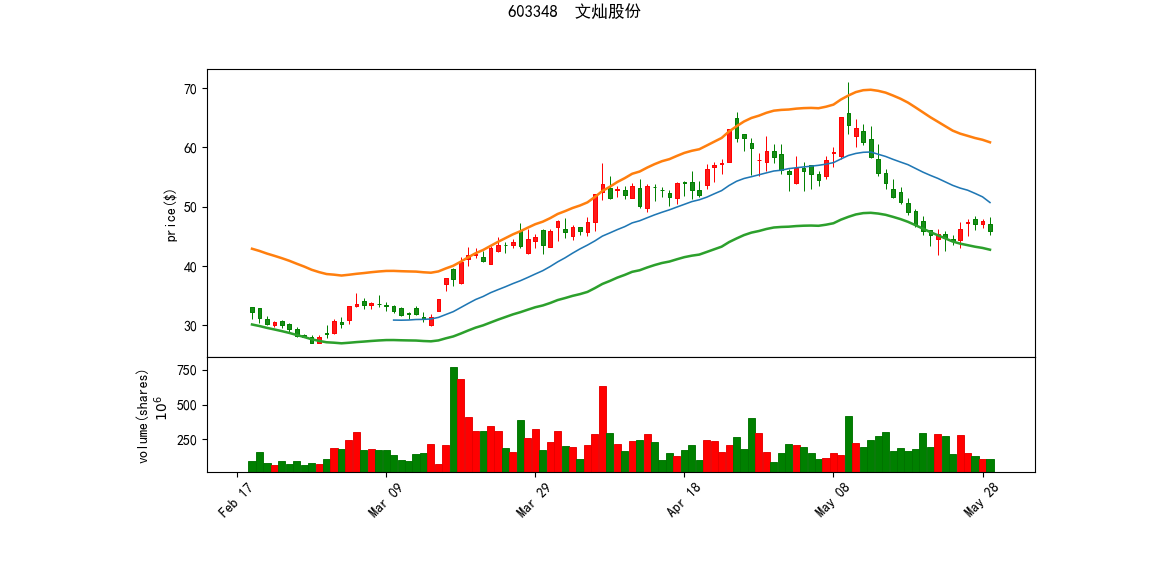 603348 文灿股份
price($)
70
60
50
40
30
volume(shares)
10^6
750
500
250
Feb 17
Mar 09
Mar 29
Apr 18
May 08
May 28